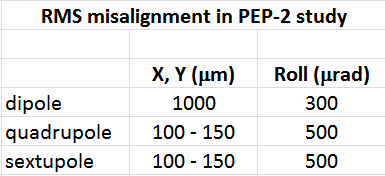 RMS misalignment in PEP-2 study
X, Y (μm) Roll (μrad)
dipole 1000 300
quadrupole 100 - 150 500
sextupole 100 - 150 500